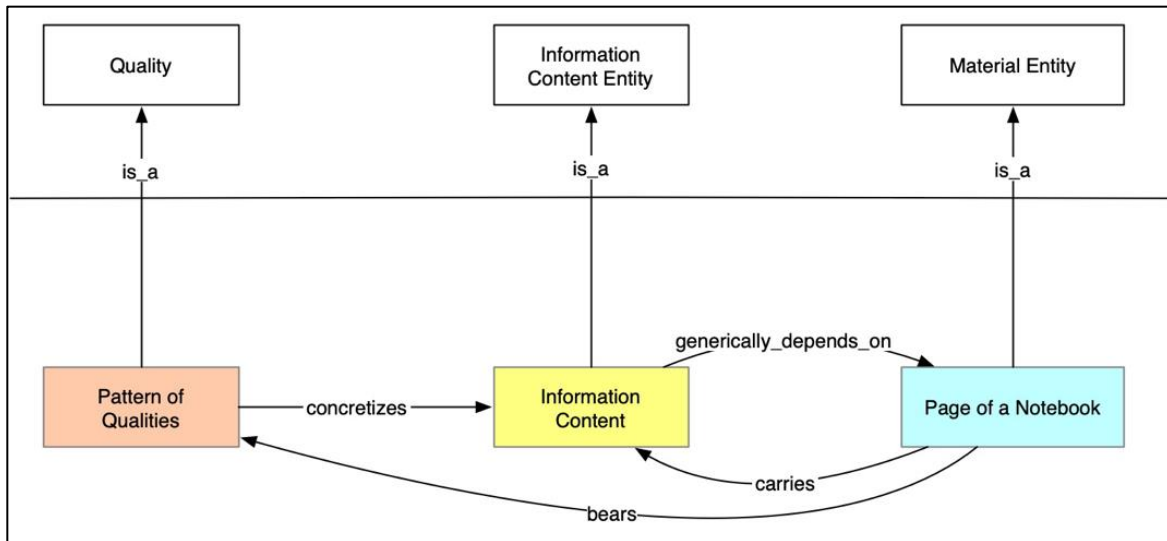 Quality
Information
Content Entity
Material Entity
is_a
is_a
is_a
generically_depends_on
Pattern of
Qualities
concretizes
Information
Content
Page of a Notebook
carries
bears